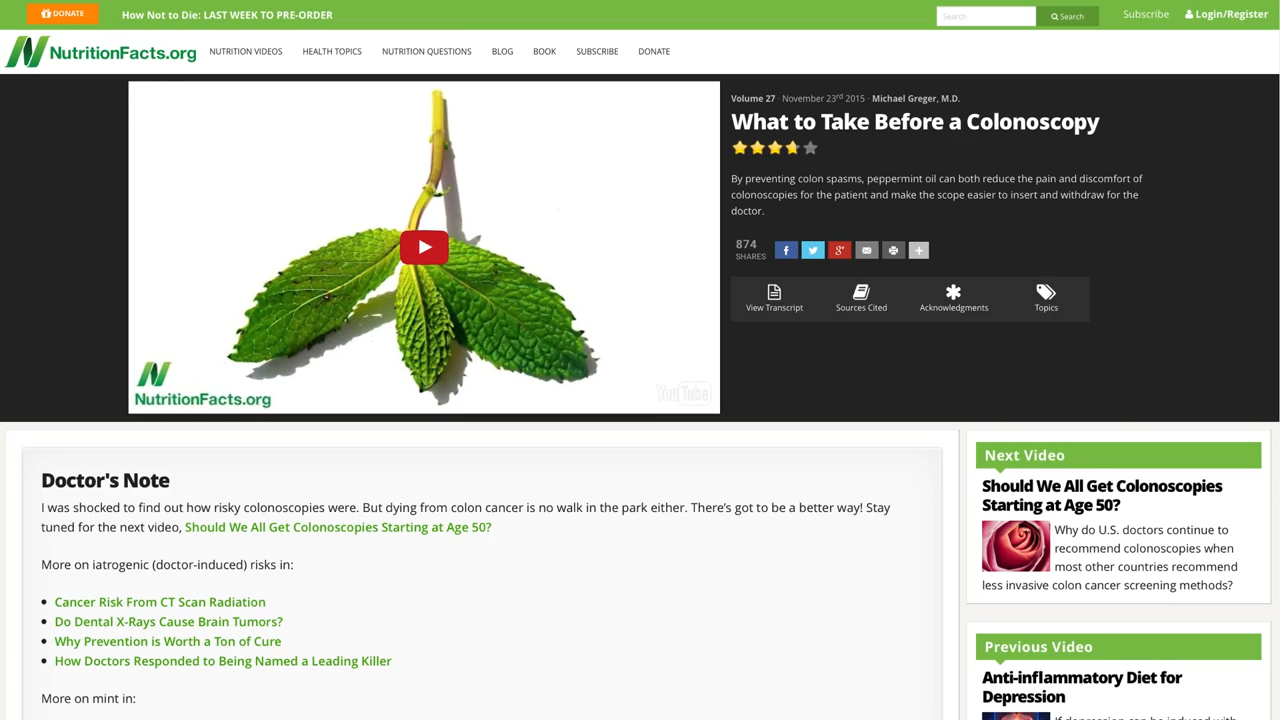 DONATE
How Not to Die: LAST WEEK TO PRE-ORDER
Search
Search
Subscribe
Login/Register
NutritionFacts.org
NUTRITION VIDEOS
HEALTH TOPICS
NUTRITION QUESTIONS
BLOG
BOOK
SUBSCRIBE
DONATE
NutritionFacts.org
YouTube
Volume 27 · November 23rd 2015 · Michael Greger, M.D.
What to Take Before a Colonoscopy
By preventing colon spasms, peppermint oil can both reduce the pain and discomfort of
colonoscopies for the patient and make the scope easier to insert and withdraw for the
doctor.
874
SHARES
View Transcript
Sources Cited
Acknowledgments
Topics
Doctor's Note
I was shocked to find out how risky colonoscopies were. But dying from colon cancer is no walk in the park either. There's got to be a better way! Stay
tuned for the next video, Should We All Get Colonoscopies Starting at Age 50?
More on iatrogenic (doctor-induced) risks in:
Cancer Risk From CT Scan Radiation
Do Dental X-Rays Cause Brain Tumors?
Why Prevention is Worth a Ton of Cure
How Doctors Responded to Being Named a Leading Killer
More on mint in:
Next Video
Should We All Get Colonoscopies
Starting at Age 50?
Why do U.S. doctors continue to
recommend colonoscopies when
most other countries recommend
less invasive colon cancer screening methods?
Previous Video
Anti-inflammatory Diet for
Depression